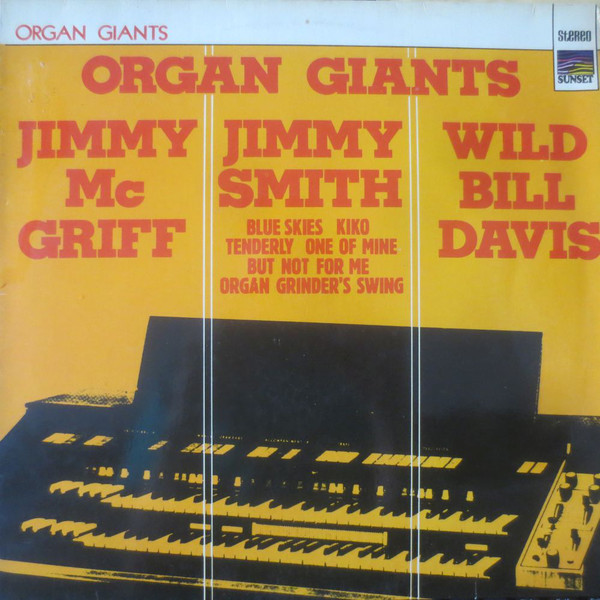 ORGAN GIANTS
Stereo
SUNSET
ORGAN GIANTS
JIMMY
Mc
GRIFF
JIMMY
SMITH
BLUE SKIES KIKO
TENDERLY ONE OF MINE
BUT NOT FOR ME
ORGAN GRINDER'S SWING
WILD
BILL
DAVIS